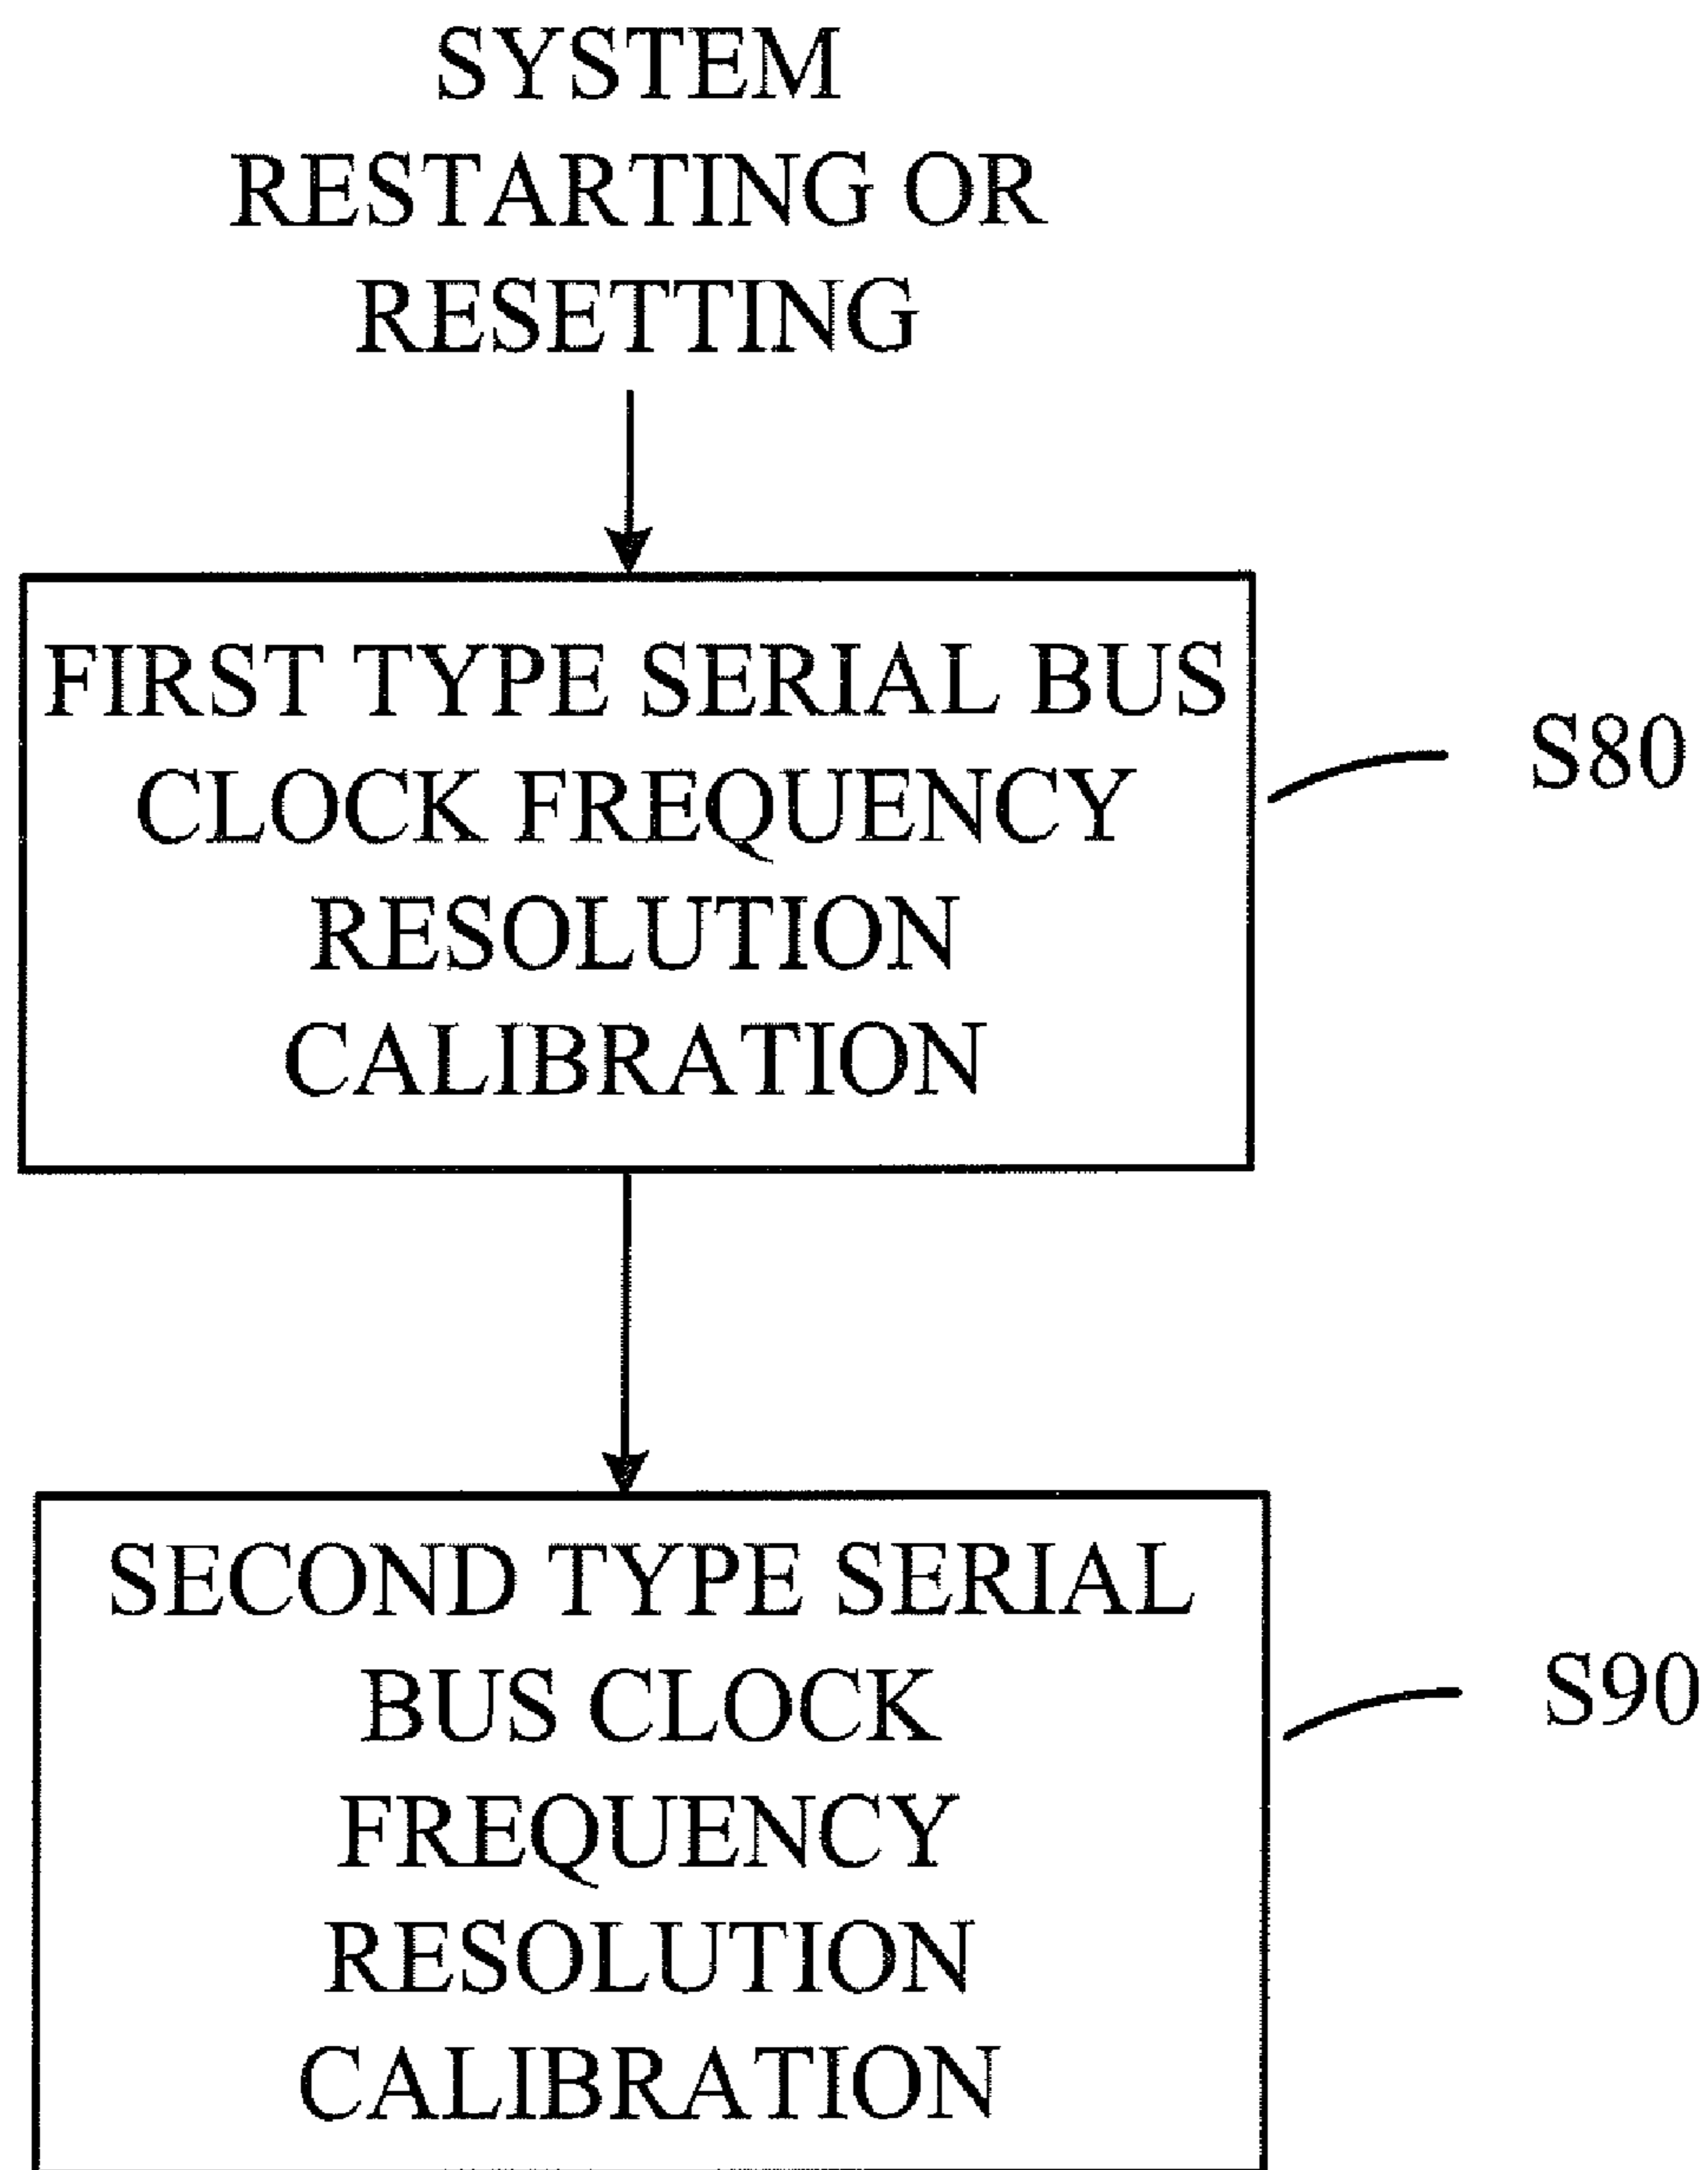 SYSTEM
RESTARTING OR
RESETTING
FIRST TYPE SERIAL BUS
CLOCK FREQUENCY
RESOLUTION
CALIBRATION
S80
SECOND TYPE SERIAL
BUS CLOCK
FREQUENCY
RESOLUTION
CALIBRATION
S90